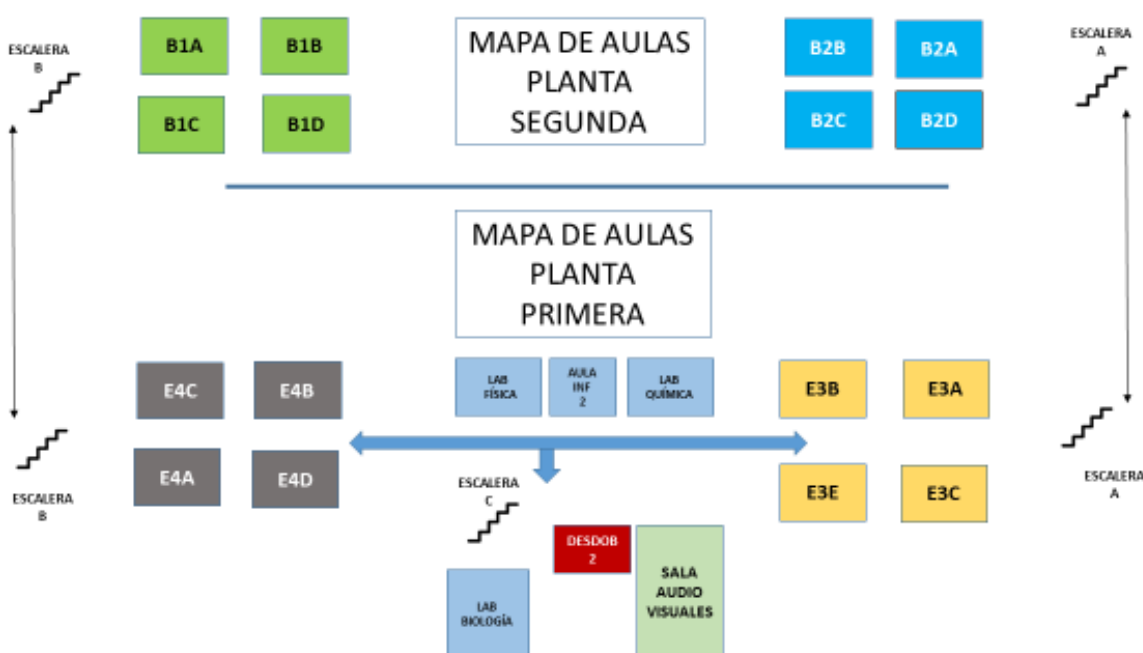 ESCALERA
B
B1A
B1B
MAPA DE AULAS
PLANTA
SEGUNDA
B2B
B2A
ESCALERA
A
B1C
B1D
B2C
B2D
MAPA DE AULAS
PLANTA
PRIMERA
E4C
E4B
LAB
FÍSICA
AULA
INF
2
LAB
QUÍMICA
E3B
E3A
E4A
E4D
E3E
E3C
ESCALERA
B
ESCALERA
C
ESCALERA
A
DESDOB
2
SALA
AUDIO
VISUALES
LAB
BIOLOGÍA